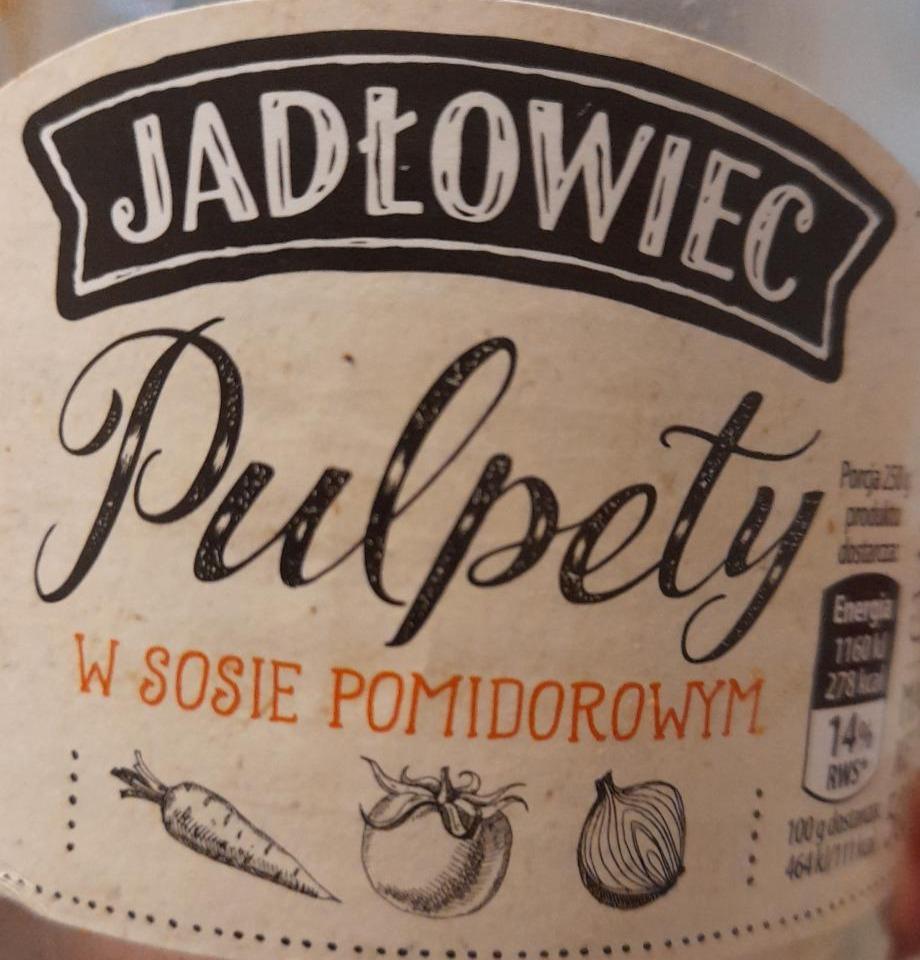 JADŁOWIEC
Pulpety
W SOSIE POMIDOROWYM
Porcja 250 g
produktu
dostarcza:
Energia
1160 kJ
278 kcal
14%
RWS*
100 g dostarcza:
464 kJ/111 kcal